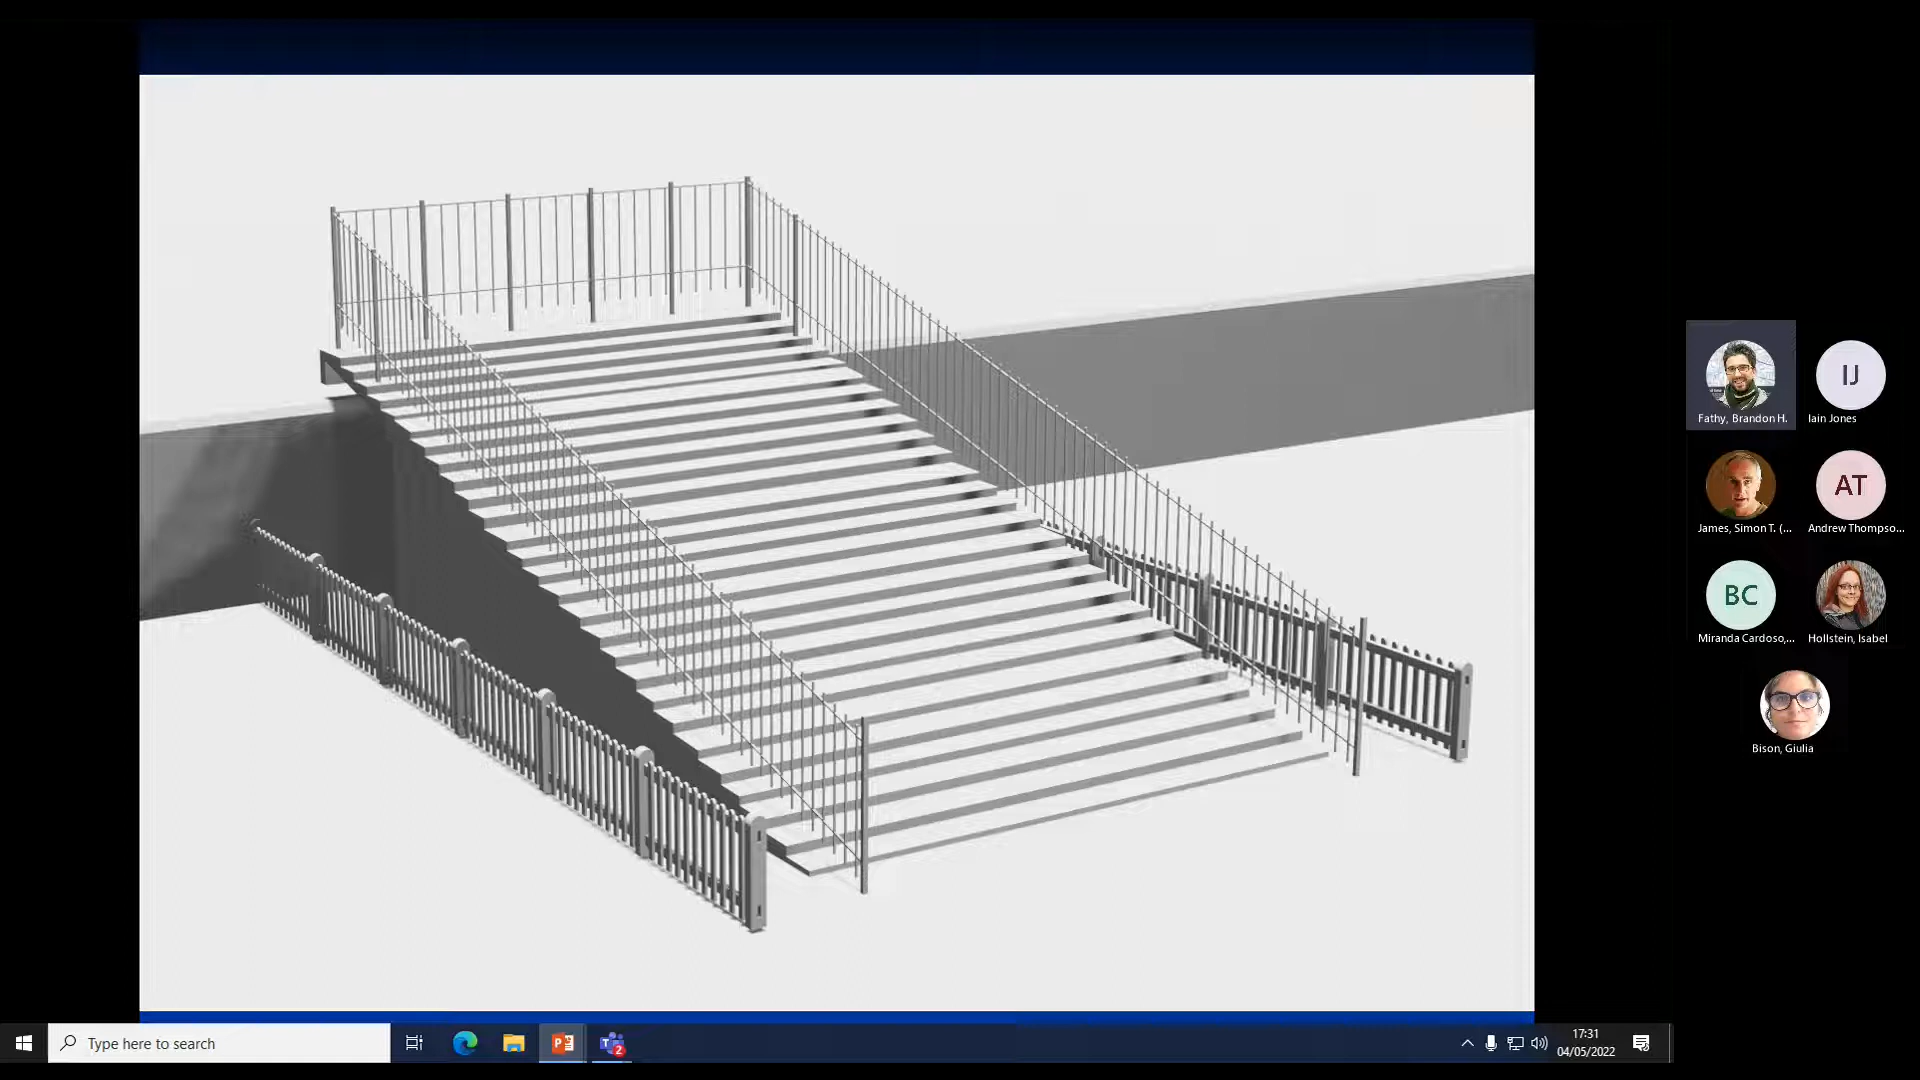 Fathy, Brandon H.
IJ
Iain Jones
James, Simon T. (...
AT
Andrew Thompso...
BC
Miranda Cardoso,...
Hollstein, Isabel
Bison, Giulia
Type here to search
2
17:31
04/05/2022